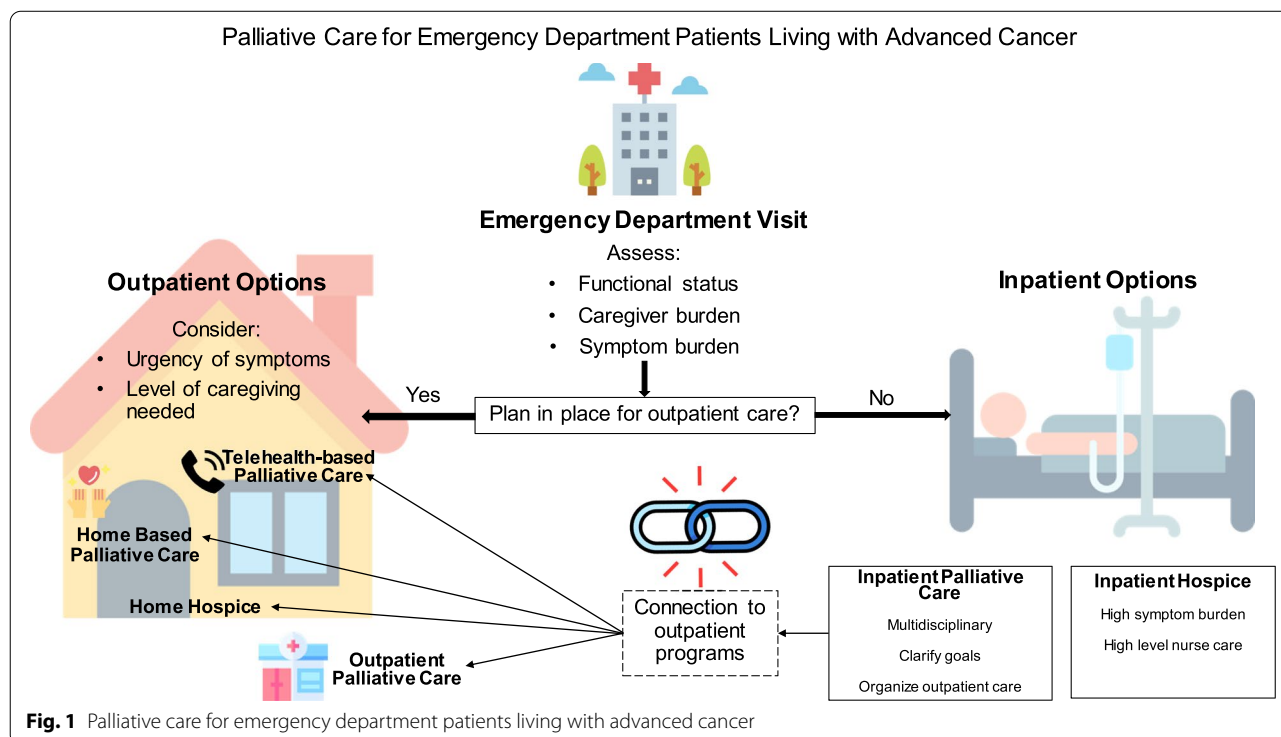 Palliative Care for Emergency Department Patients Living with Advanced Cancer
Emergency Department Visit
Assess:
• Functional status
• Caregiver burden
• Symptom burden
Plan in place for outpatient care?
Yes
No
Outpatient Options
Consider:
• Urgency of symptoms
• Level of caregiving
needed
Telehealth-based
Palliative Care
Home Based
Palliative Care
Home Hospice
Outpatient
Palliative Care
Connection to
outpatient
programs
Inpatient Options
Inpatient Palliative
Care
Multidisciplinary
Clarify goals
Organize outpatient care
Inpatient Hospice
High symptom burden
High level nurse care
Fig. 1 Palliative care for emergency department patients living with advanced cancer